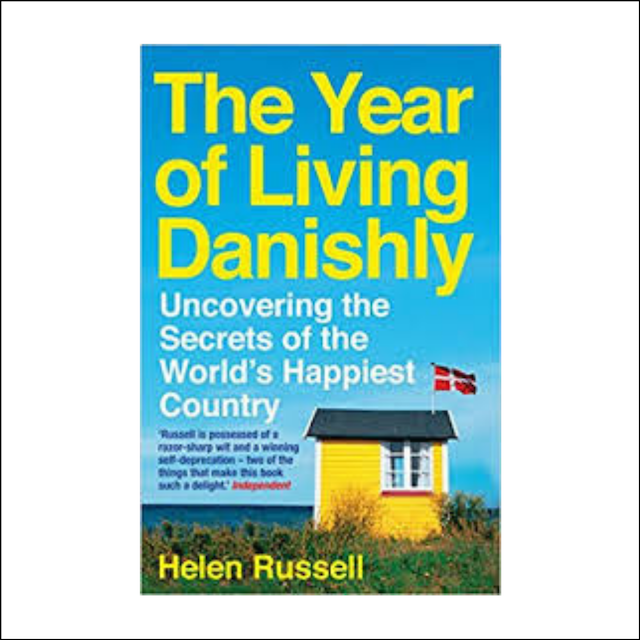 The Year
of Living
Danishly
Uncovering the
Secrets of the
World's Happiest
Country
'Russell is possessed of a
razor-sharp wit and a winning
self-deprecation – two of the
things that make this book
such a delight.' Independent
Helen Russell